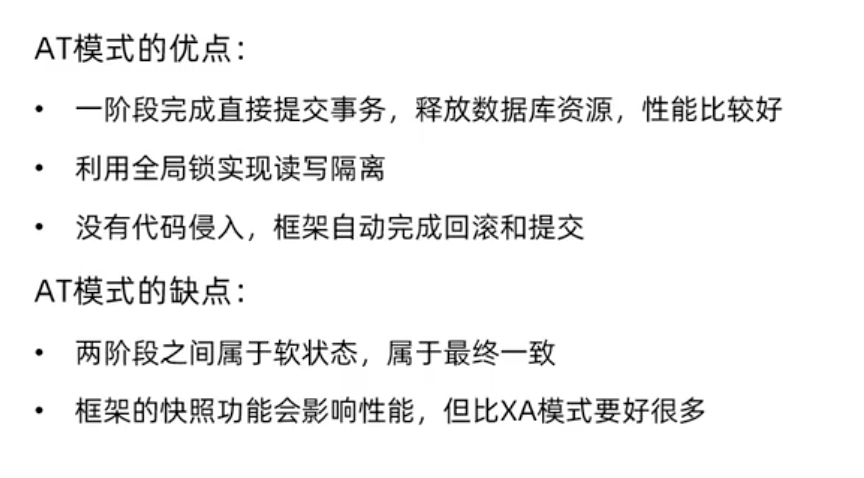 AT模式的优点：
• 一阶段完成直接提交事务，释放数据库资源，性能比较好
• 利用全局锁实现读写隔离
• 没有代码侵入，框架自动完成回滚和提交
AT模式的缺点：
• 两阶段之间属于软状态，属于最终一致
• 框架的快照功能会影响性能，但比XA模式要好很多